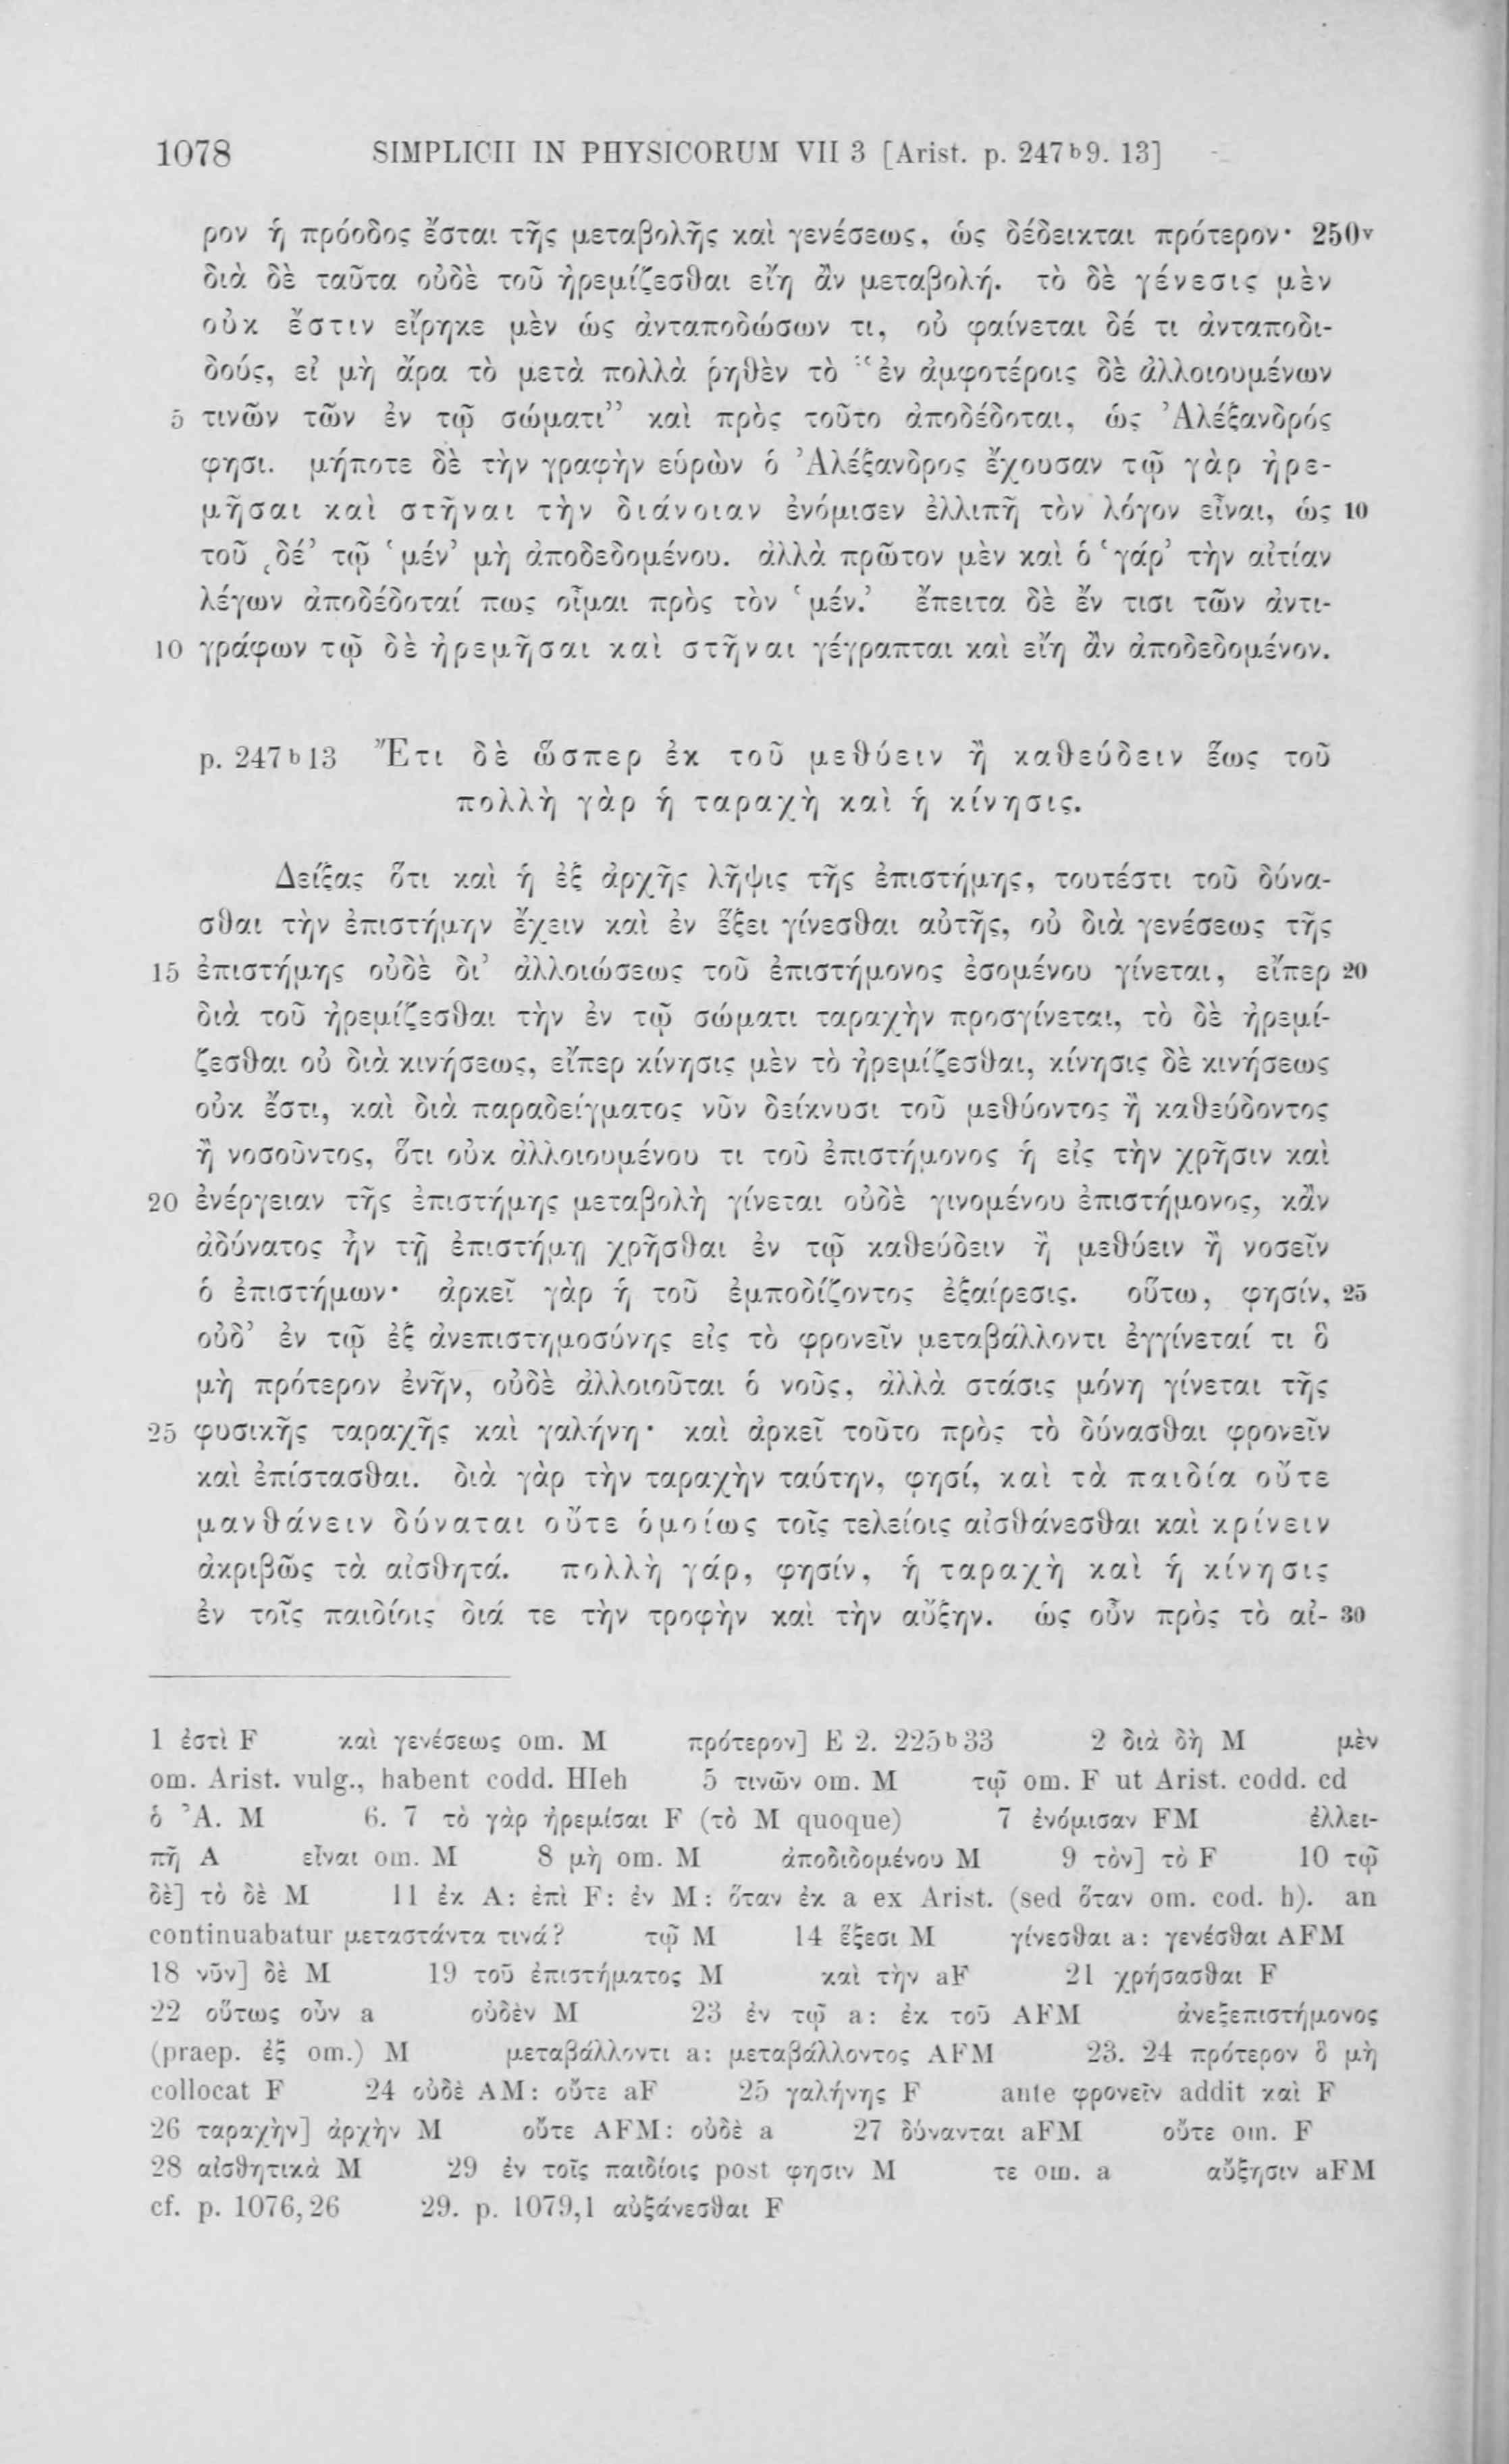 1078 SIMPLICII IN PHYSICORUM VII 3 [Arist. p. 247b9. 13]
ρον ἡ πρόοδος ἔσται τῆς μεταβολῆς καὶ γενέσεως, ὡς δέδεικται πρότερον· 250v
διὰ δὲ ταῦτα οὐδὲ τοῦ ἠρεμίζεσθαι εἴη ἂν μεταβολή. τὸ δὲ γένεσις μὲν
οὐκ ἔστιν εἴρηκε μὲν ὡς ἀνταποδώσων τι, οὐ φαίνεται δέ τι ἀνταποδι-
δούς, εἰ μὴ ἄρα τὸ μετὰ πολλὰ ῥηθὲν τὸ “ἐν ἀμφοτέροις δὲ ἀλλοιουμένων
5 τινῶν τῶν ἐν τῷ σώματι” καὶ πρὸς τοῦτο ἀποδέδοται, ὡς Ἀλέξανδρός
φησι. μήποτε δὲ τὴν γραφὴν εὑρὼν ὁ Ἀλέξανδρος ἔχουσαν τῷ γὰρ ἠρε-
μῆσαι καὶ στῆναι τὴν διάνοιαν ἐνόμισεν ἐλλιπῆ τὸν λόγον εἶναι, ὡς 10
τοῦ ‘δέ’ τῷ ‘μέν’ μὴ ἀποδεδομένου. ἀλλὰ πρῶτον μὲν καὶ ὁ ‘γάρ’ τὴν αἰτίαν
λέγων ἀποδέδοταί πως οἶμαι πρὸς τὸν ‘μέν.’ ἔπειτα δὲ ἔν τισι τῶν ἀντι-
10 γράφων τῷ δὲ ἠρεμῆσαι καὶ στῆναι γέγραπται καὶ εἴη ἂν ἀποδεδομένον.
p. 247b13 Ἔτι δὲ ὥσπερ ἐκ τοῦ μεθύειν ἢ καθεύδειν ἕως τοῦ
πολλὴ γὰρ ἡ ταραχὴ καὶ ἡ κίνησις.
Δείξας ὅτι καὶ ἡ ἐξ ἀρχῆς λῆψις τῆς ἐπιστήμης, τουτέστι τοῦ δύνα-
σθαι τὴν ἐπιστήμην ἔχειν καὶ ἐν ἕξει γίνεσθαι αὐτῆς, οὐ διὰ γενέσεως τῆς
15 ἐπιστήμης οὐδὲ δι’ ἀλλοιώσεως τοῦ ἐπιστήμονος ἐσομένου γίνεται, εἴπερ 20
διὰ τοῦ ἠρεμίζεσθαι τὴν ἐν τῷ σώματι ταραχὴν προσγίνεται, τὸ δὲ ἠρεμί-
ζεσθαι οὐ διὰ κινήσεως, εἴπερ κίνησις μὲν τὸ ἠρεμίζεσθαι, κίνησις δὲ κινήσεως
οὐκ ἔστι, καὶ διὰ παραδείγματος νῦν δείκνυσι τοῦ μεθύοντος ἢ καθεύδοντος
ἢ νοσοῦντος, ὅτι οὐκ ἀλλοιουμένου τι τοῦ ἐπιστήμονος ἡ εἰς τὴν χρῆσιν καὶ
20 ἐνέργειαν τῆς ἐπιστήμης μεταβολὴ γίνεται οὐδὲ γινομένου ἐπιστήμονος, κἂν
ἀδύνατος ἦν τῇ ἐπιστήμῃ χρῆσθαι ἐν τῷ καθεύδειν ἢ μεθύειν ἢ νοσεῖν
ὁ ἐπιστήμων· ἀρκεῖ γὰρ ἡ τοῦ ἐμποδίζοντος ἐξαίρεσις. οὕτω, φησίν, 25
οὐδ’ ἐν τῷ ἐξ ἀνεπιστημοσύνης εἰς τὸ φρονεῖν μεταβάλλοντι ἐγγίνεταί τι ὃ
μὴ πρότερον ἐνῆν, οὐδὲ ἀλλοιοῦται ὁ νοῦς, ἀλλὰ στάσις μόνη γίνεται τῆς
25 φυσικῆς ταραχῆς καὶ γαλήνη· καὶ ἀρκεῖ τοῦτο πρὸς τὸ δύνασθαι φρονεῖν
καὶ ἐπίστασθαι. διὰ γὰρ τὴν ταραχὴν ταύτην, φησί, καὶ τὰ παιδία οὔτε
μανθάνειν δύναται οὔτε ὁμοίως τοῖς τελείοις αἰσθάνεσθαι καὶ κρίνειν
ἀκριβῶς τὰ αἰσθητά. πολλὴ γάρ, φησίν, ἡ ταραχὴ καὶ ἡ κίνησις
ἐν τοῖς παιδίοις διά τε τὴν τροφὴν καὶ τὴν αὔξην. ὡς οὖν πρὸς τὸ αἰ- 30
1 ἐστὶ F καὶ γενέσεως om. M πρότερον] E 2. 225b33 2 διὰ δὴ M μὲν
om. Arist. vulg., habent codd. HIeh 5 τινῶν om. M τῷ om. F ut Arist. codd. cd
ὁ Ἀ. M 6. 7 τὸ γὰρ ἠρεμίσαι F (τὸ M quoque) 7 ἐνόμισαν FM ἐλλει-
πῆ A εἶναι om. M 8 μὴ om. M ἀποδιδομένου M 9 τὸν] τὸ F 10 τῷ
δὲ] τὸ δὲ M 11 ἐκ A: ἐπὶ F: ἐν M: ὅταν ἐκ a ex Arist. (sed ὅταν om. cod. h). an
continuabatur μεταστάντα τινά? τῷ M 14 ἕξεσι M γίνεσθαι a: γενέσθαι AFM
18 νῦν] δὲ M 19 τοῦ ἐπιστήματος M καὶ τὴν aF 21 χρήσασθαι F
22 οὕτως οὖν a οὐδὲν M 23 ἐν τῷ a: ἐκ τοῦ AFM ἀνεξεπιστήμονος
(praep. ἐξ om.) M μεταβάλλοντι a: μεταβάλλοντος AFM 23. 24 πρότερον ὃ μὴ
collocat F 24 οὐδὲ AM: οὔτε aF 25 γαλήνης F ante φρονεῖν addit καὶ F
26 ταραχὴν] ἀρχὴν M οὔτε AFM: οὐδὲ a 27 δύνανται aFM οὔτε om. F
28 αἰσθητικὰ M 29 ἐν τοῖς παιδίοις post φησιν M τε om. a αὔξησιν aFM
cf. p. 1076,26 29. p. 1079,1 αὐξάνεσθαι F